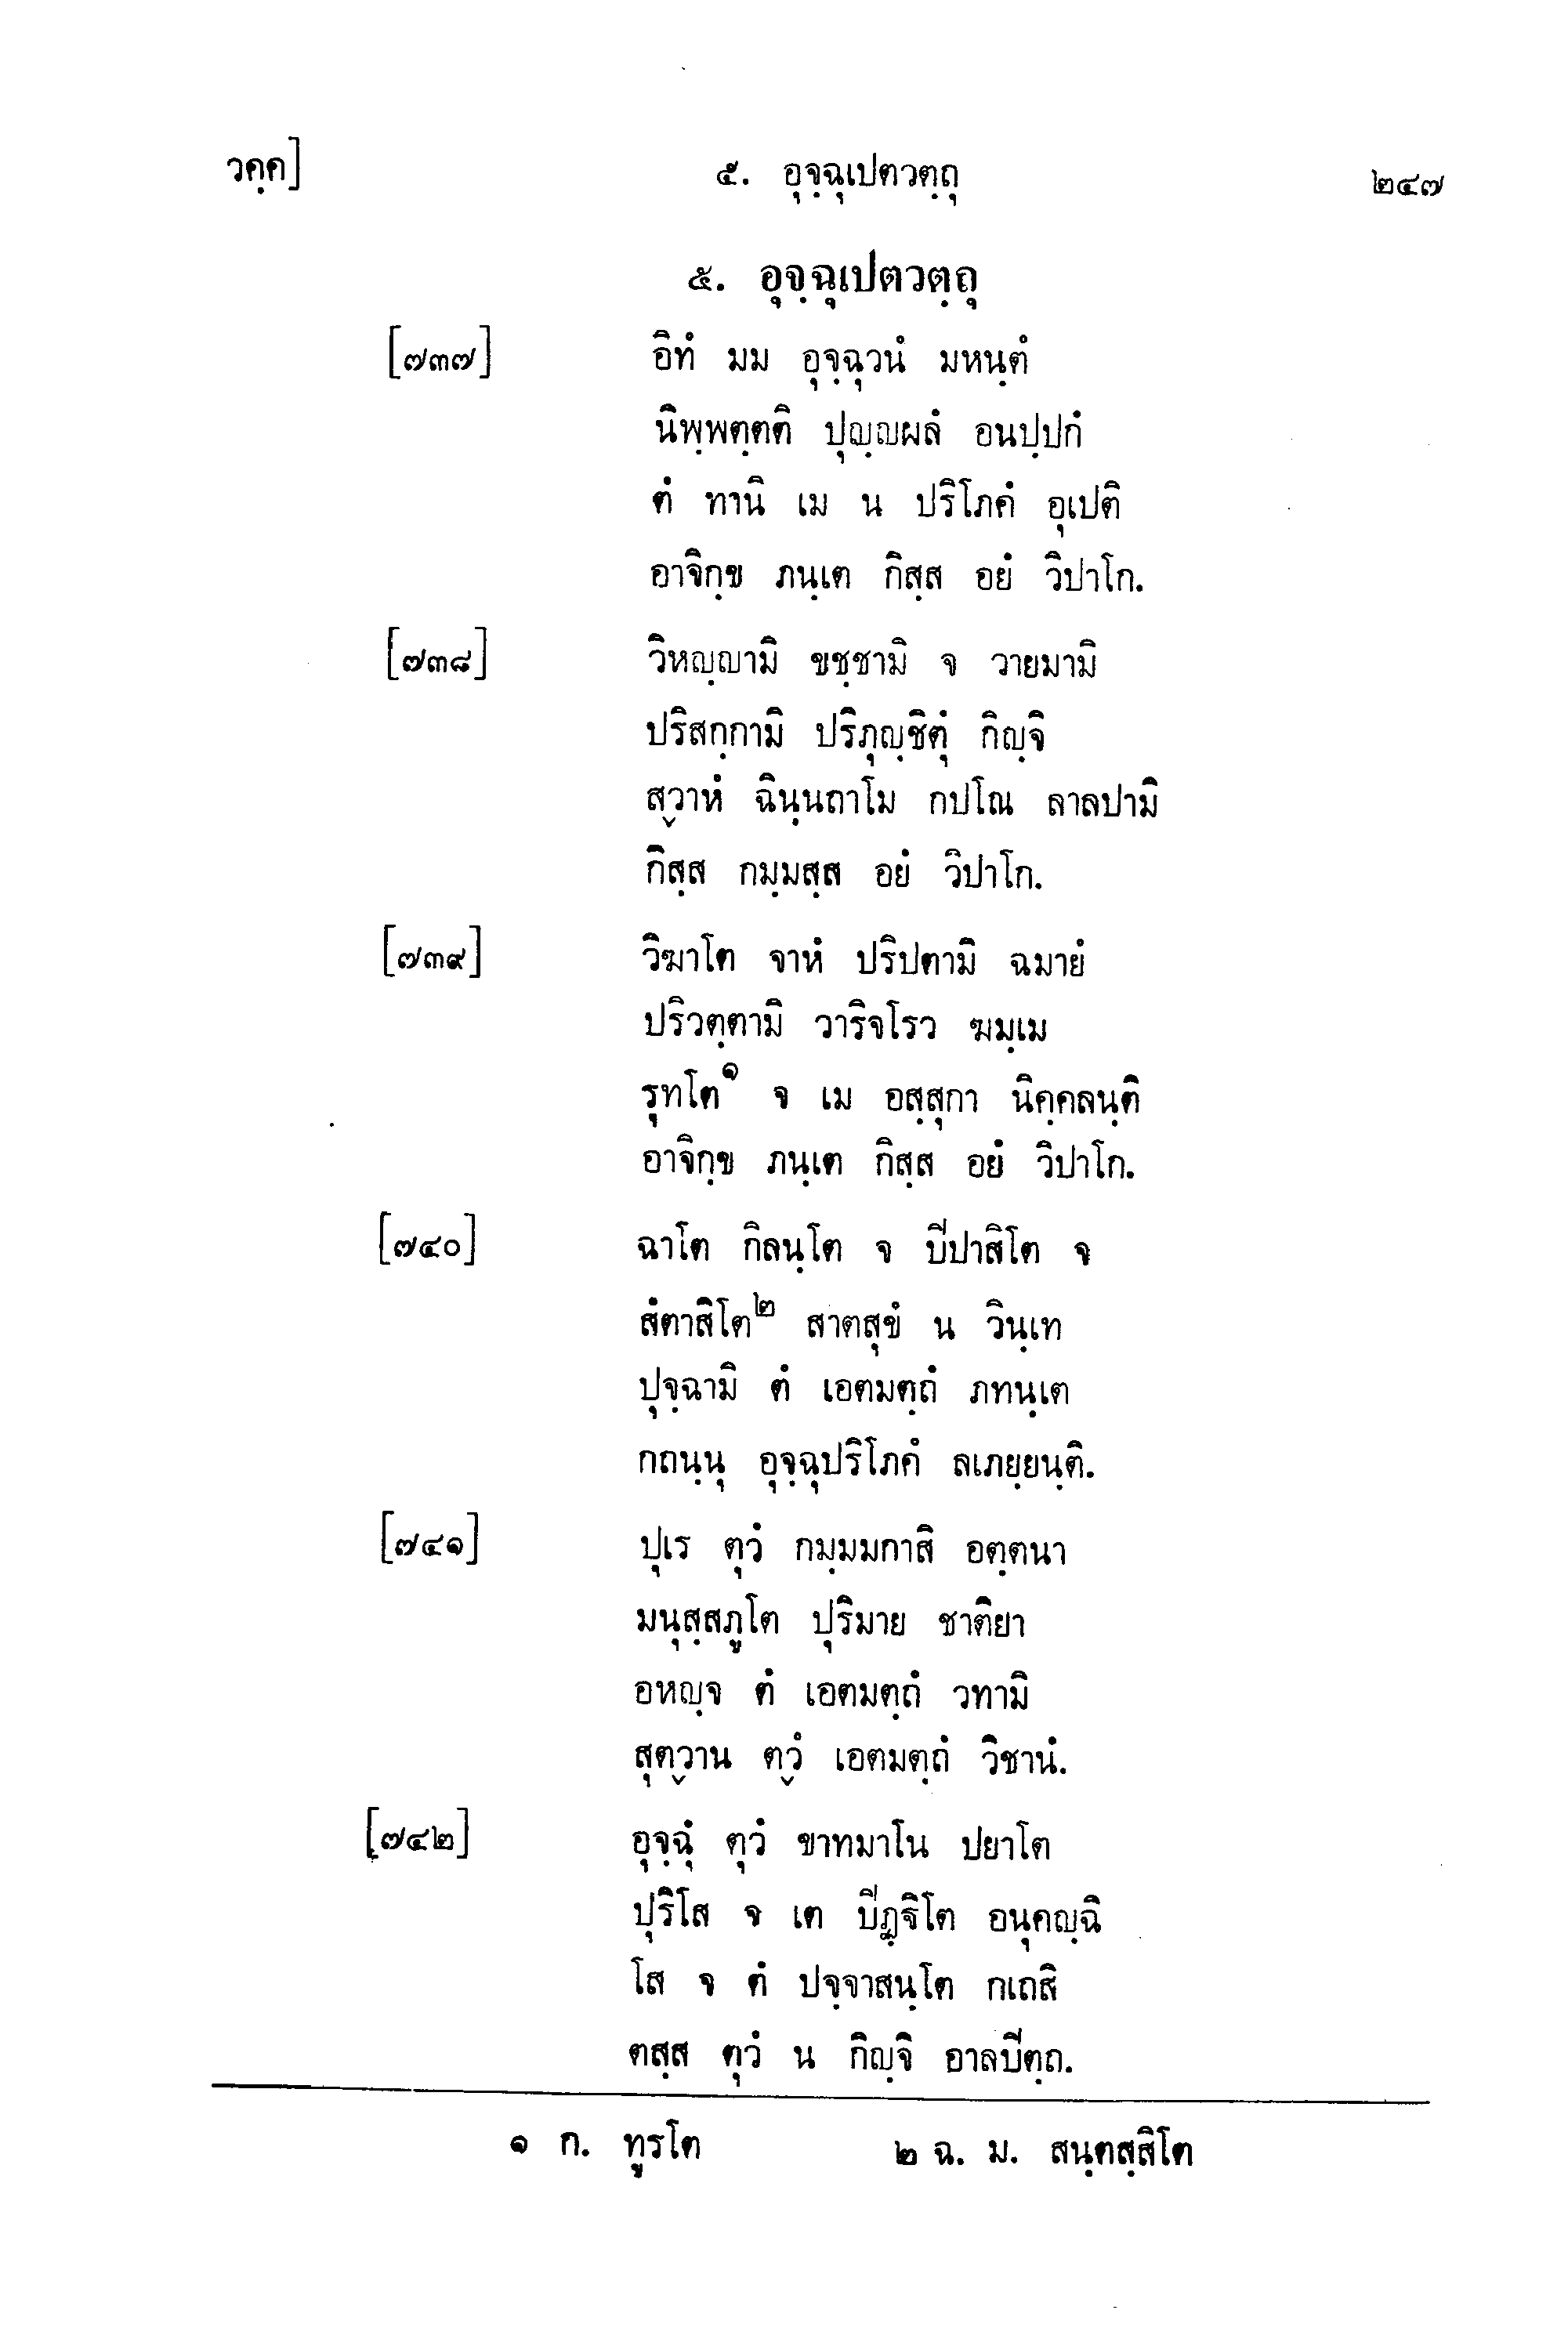 วคฺค]
๕. อุจฺฉุเปตวตฺถุ
๒๔๗
๕. อุจฺฉุเปตวตฺถุ
[๗๓๗] อิทํ มม อุจฺฉุวนํ มหนฺตํ
นิพฺพตฺตติ ปุญฺญผลํ อนปฺปกํ
ตํ ทานิ เม น ปริโภคํ อุเปติ
อาจิกฺข ภนฺเต กิสฺส อยํ วิปาโก.
[๗๓๘] วิหญฺญามิ ขชฺชามิ จ วายมามิ
ปริสกฺกามิ ปริภุญฺชิตุํ กิญฺจิ
สฺวาหํ ฉินฺนถาโม กปโณ ลาลปามิ
กิสฺส กมฺมสฺส อยํ วิปาโก.
[๗๓๙] วิฆาโต จาหํ ปริปตามิ ฉมายํ
ปริวตฺตามิ วาริจโรว ฆมฺเม
รุทโต๑ จ เม อสฺสุกา นิคฺคลนฺติ
อาจิกฺข ภนฺเต กิสฺส อยํ วิปาโก.
[๗๔๐] ฉาโต กิลนฺโต จ ปิปาสิโต จ
สํตาสิโต๒ สาตสุขํ น วินฺเท
ปุจฺฉามิ ตํ เอตมตฺถํ ภทนฺเต
กถนฺนุ อุจฺฉุปริโภคํ ลเภยฺยนฺติ.
[๗๔๑] ปุเร ตุวํ กมฺมมกาสิ อตฺตนา
มนุสฺสภูโต ปุริมาย ชาติยา
อหญฺจ ตํ เอตมตฺถํ วทามิ
สุตฺวาน ตฺวํ เอตมตฺถํ วิชานํ.
[๗๔๒] อุจฺฉุํ ตุวํ ขาทมาโน ปยาโต
ปุริโส จ เต ปิฏฺฐิโต อนุคญฺฉิ
โส จ ตํ ปจฺจาสนฺโต กเถสิ
ตสฺส ตุวํ น กิญฺจิ อาลปิตฺถ.
๑ ก. ทูรโต ๒ ฉ. ม. สนฺตสฺสิโต